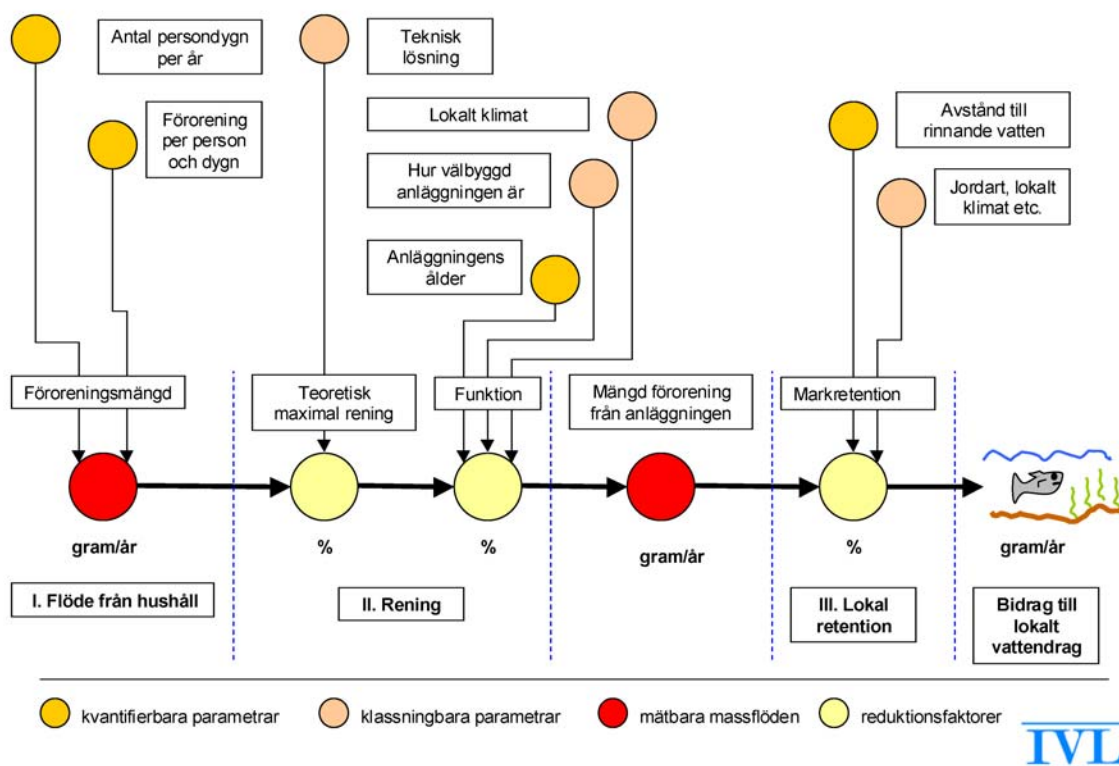 Antal persondygn
per år
Teknisk
lösning
Förorening
per person
och dygn
Lokalt klimat
Avstånd till
rinnande vatten
Hur välbyggd
anläggningen är
Jordart, lokalt
klimat etc.
Anläggningens
ålder
Föroreningsmängd
Teoretisk
maximal rening
Funktion
Mängd förorening
från anläggningen
Markretention
gram/år
%
%
gram/år
%
gram/år
I. Flöde från hushåll
II. Rening
III. Lokal
retention
Bidrag till
lokalt
vattendrag
kvantifierbara parametrar
klassningbara parametrar
mätbara massflöden
reduktionsfaktorer
IVL